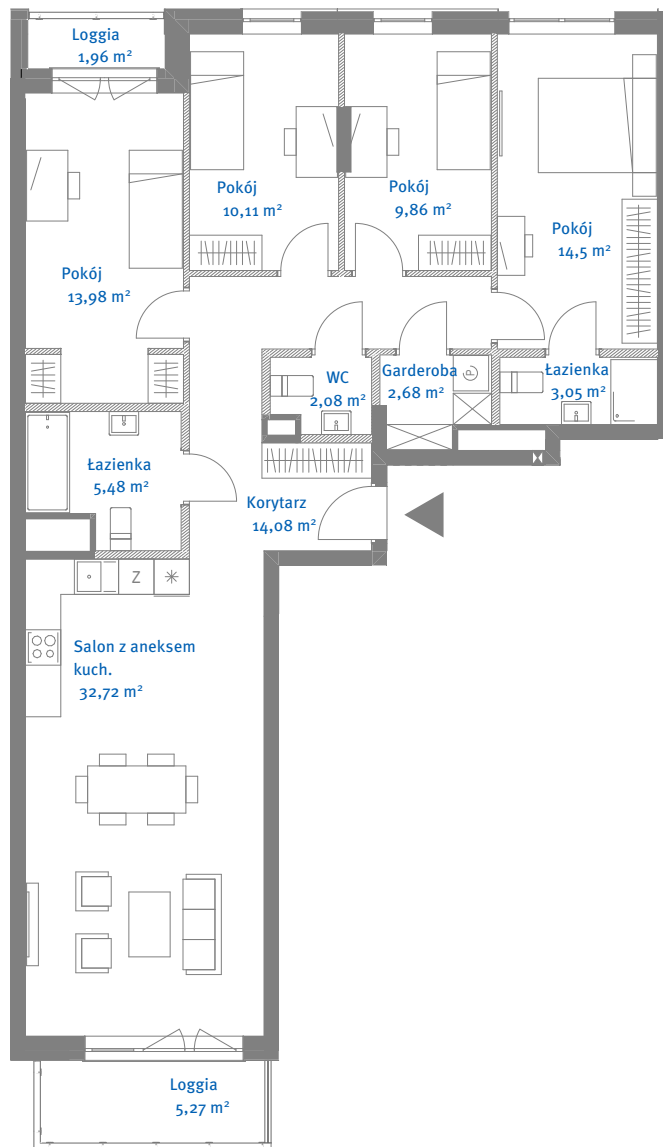 Loggia
1,96 m²
Pokój
10,11 m²
Pokój
9,86 m²
Pokój
14,5 m²
Pokój
13,98 m²
WC
2,08 m²
Garderoba
2,68 m²
P
Łazienka
3,05 m²
Łazienka
5,48 m²
Korytarz
14,08 m²
Z
Salon z aneksem
kuch.
32,72 m²
Loggia
5,27 m²